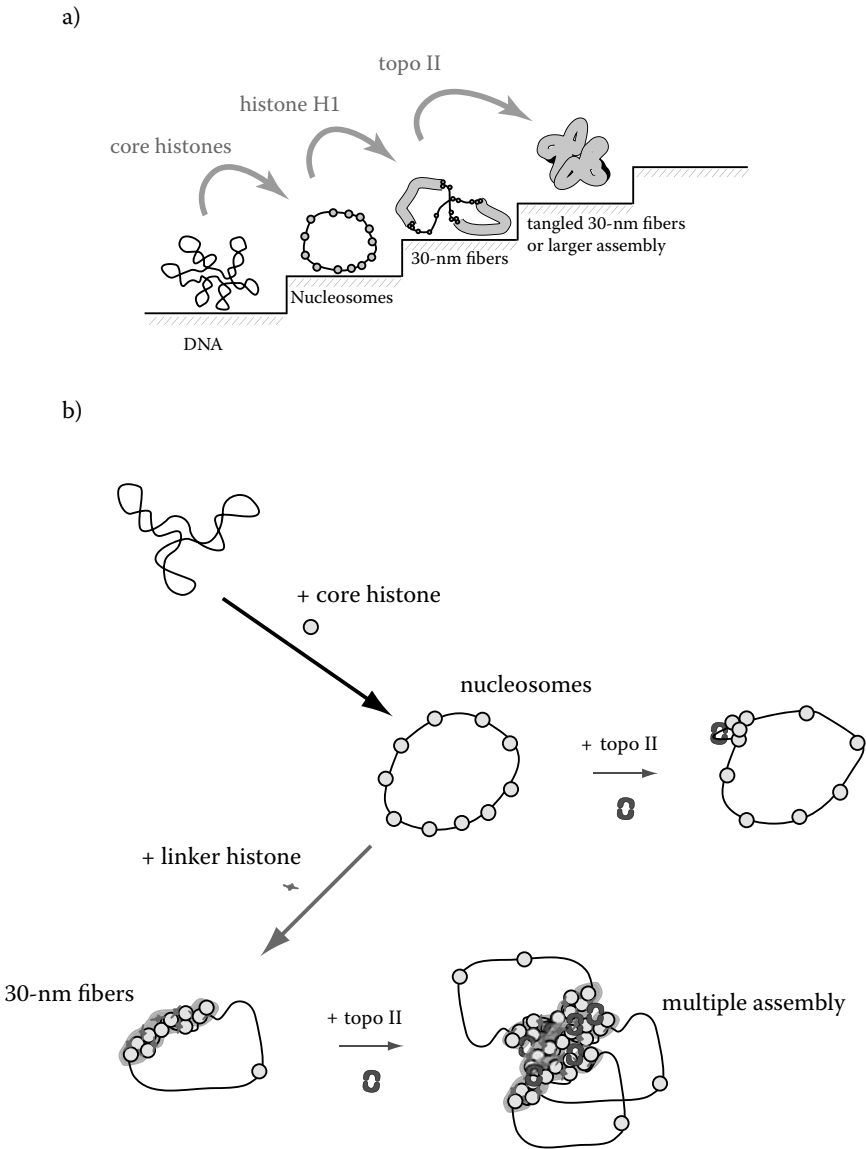 a)
topo II
histone H1
core histones
tangled 30-nm fibers
or larger assembly
30-nm fibers
Nucleosomes
DNA
b)
+ core histone
nucleosomes
+ topo II
+ linker histone
30-nm fibers
+ topo II
multiple assembly